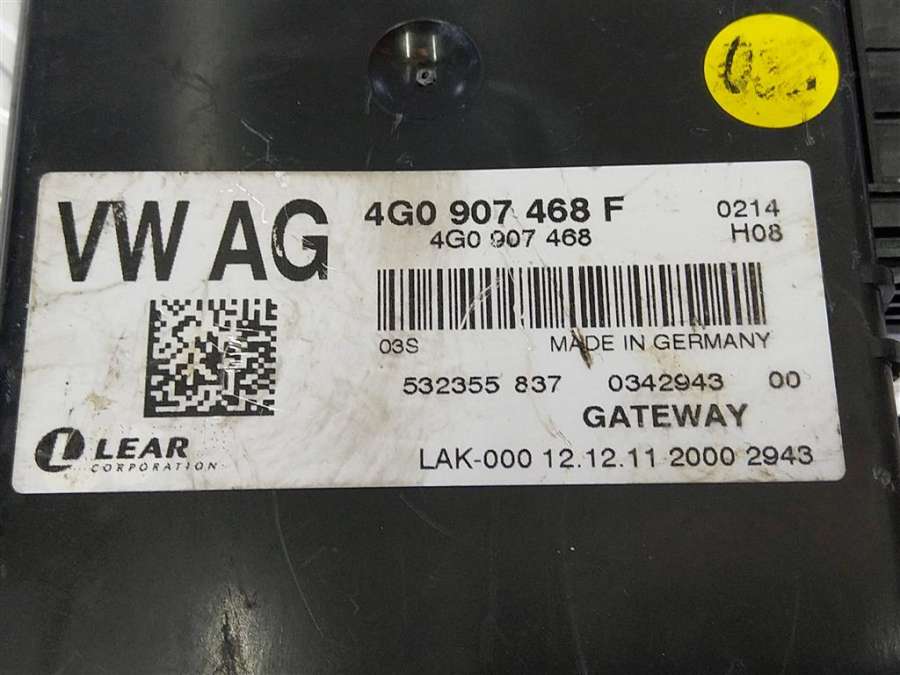 VW AG
4G0 907 468 F 0214
4G0 907 468 H08
03S MADE IN GERMANY
532355 837 0342943 00
GATEWAY
LEAR
CORPORATION
LAK-000 12.12.11 2000 2943